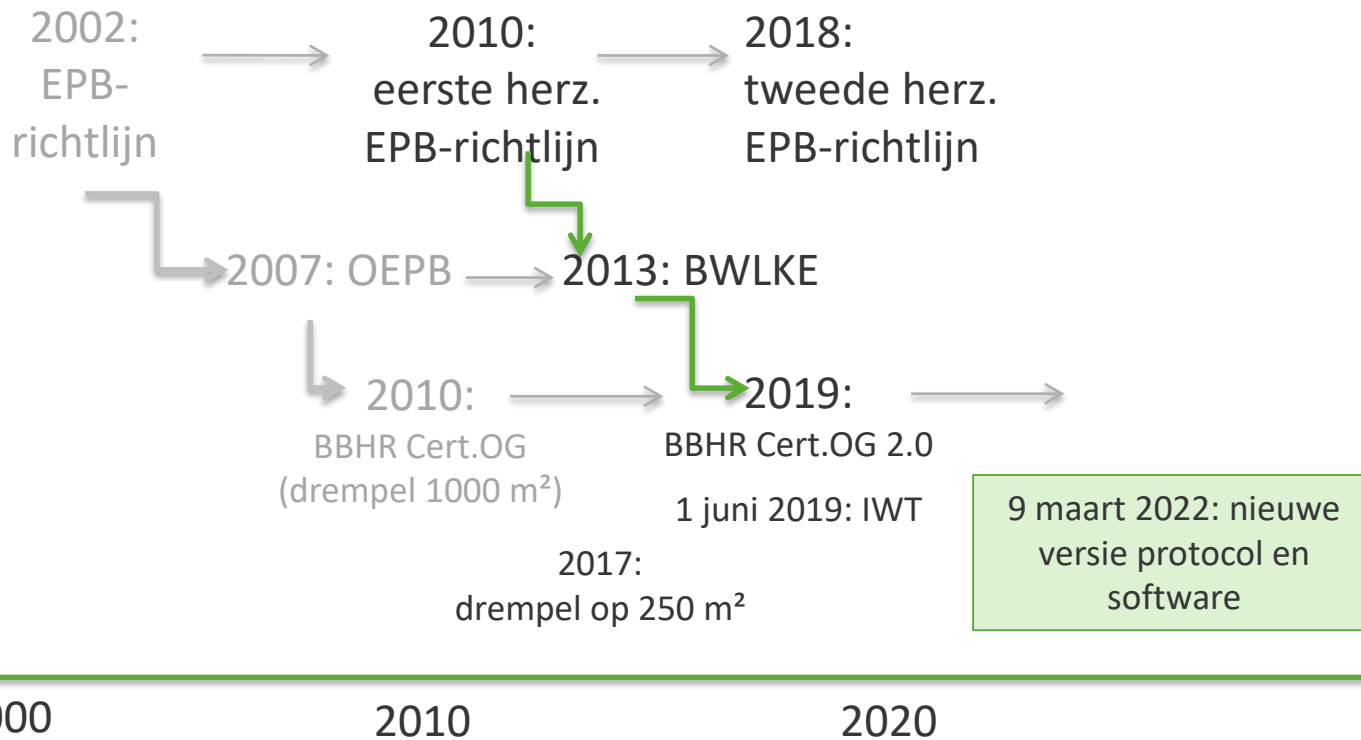 2002:
EPB-
richtlijn
2010:
eerste herz.
EPB-richtlijn
2018:
tweede herz.
EPB-richtlijn
2007: OEPB
2013: BWLKE
2010:
BBHR Cert.OG
(drempel 1000 m²)
2019:
BBHR Cert.OG 2.0
1 juni 2019: IWT
2017:
drempel op 250 m²
9 maart 2022: nieuwe
versie protocol en
software
000
2010
2020